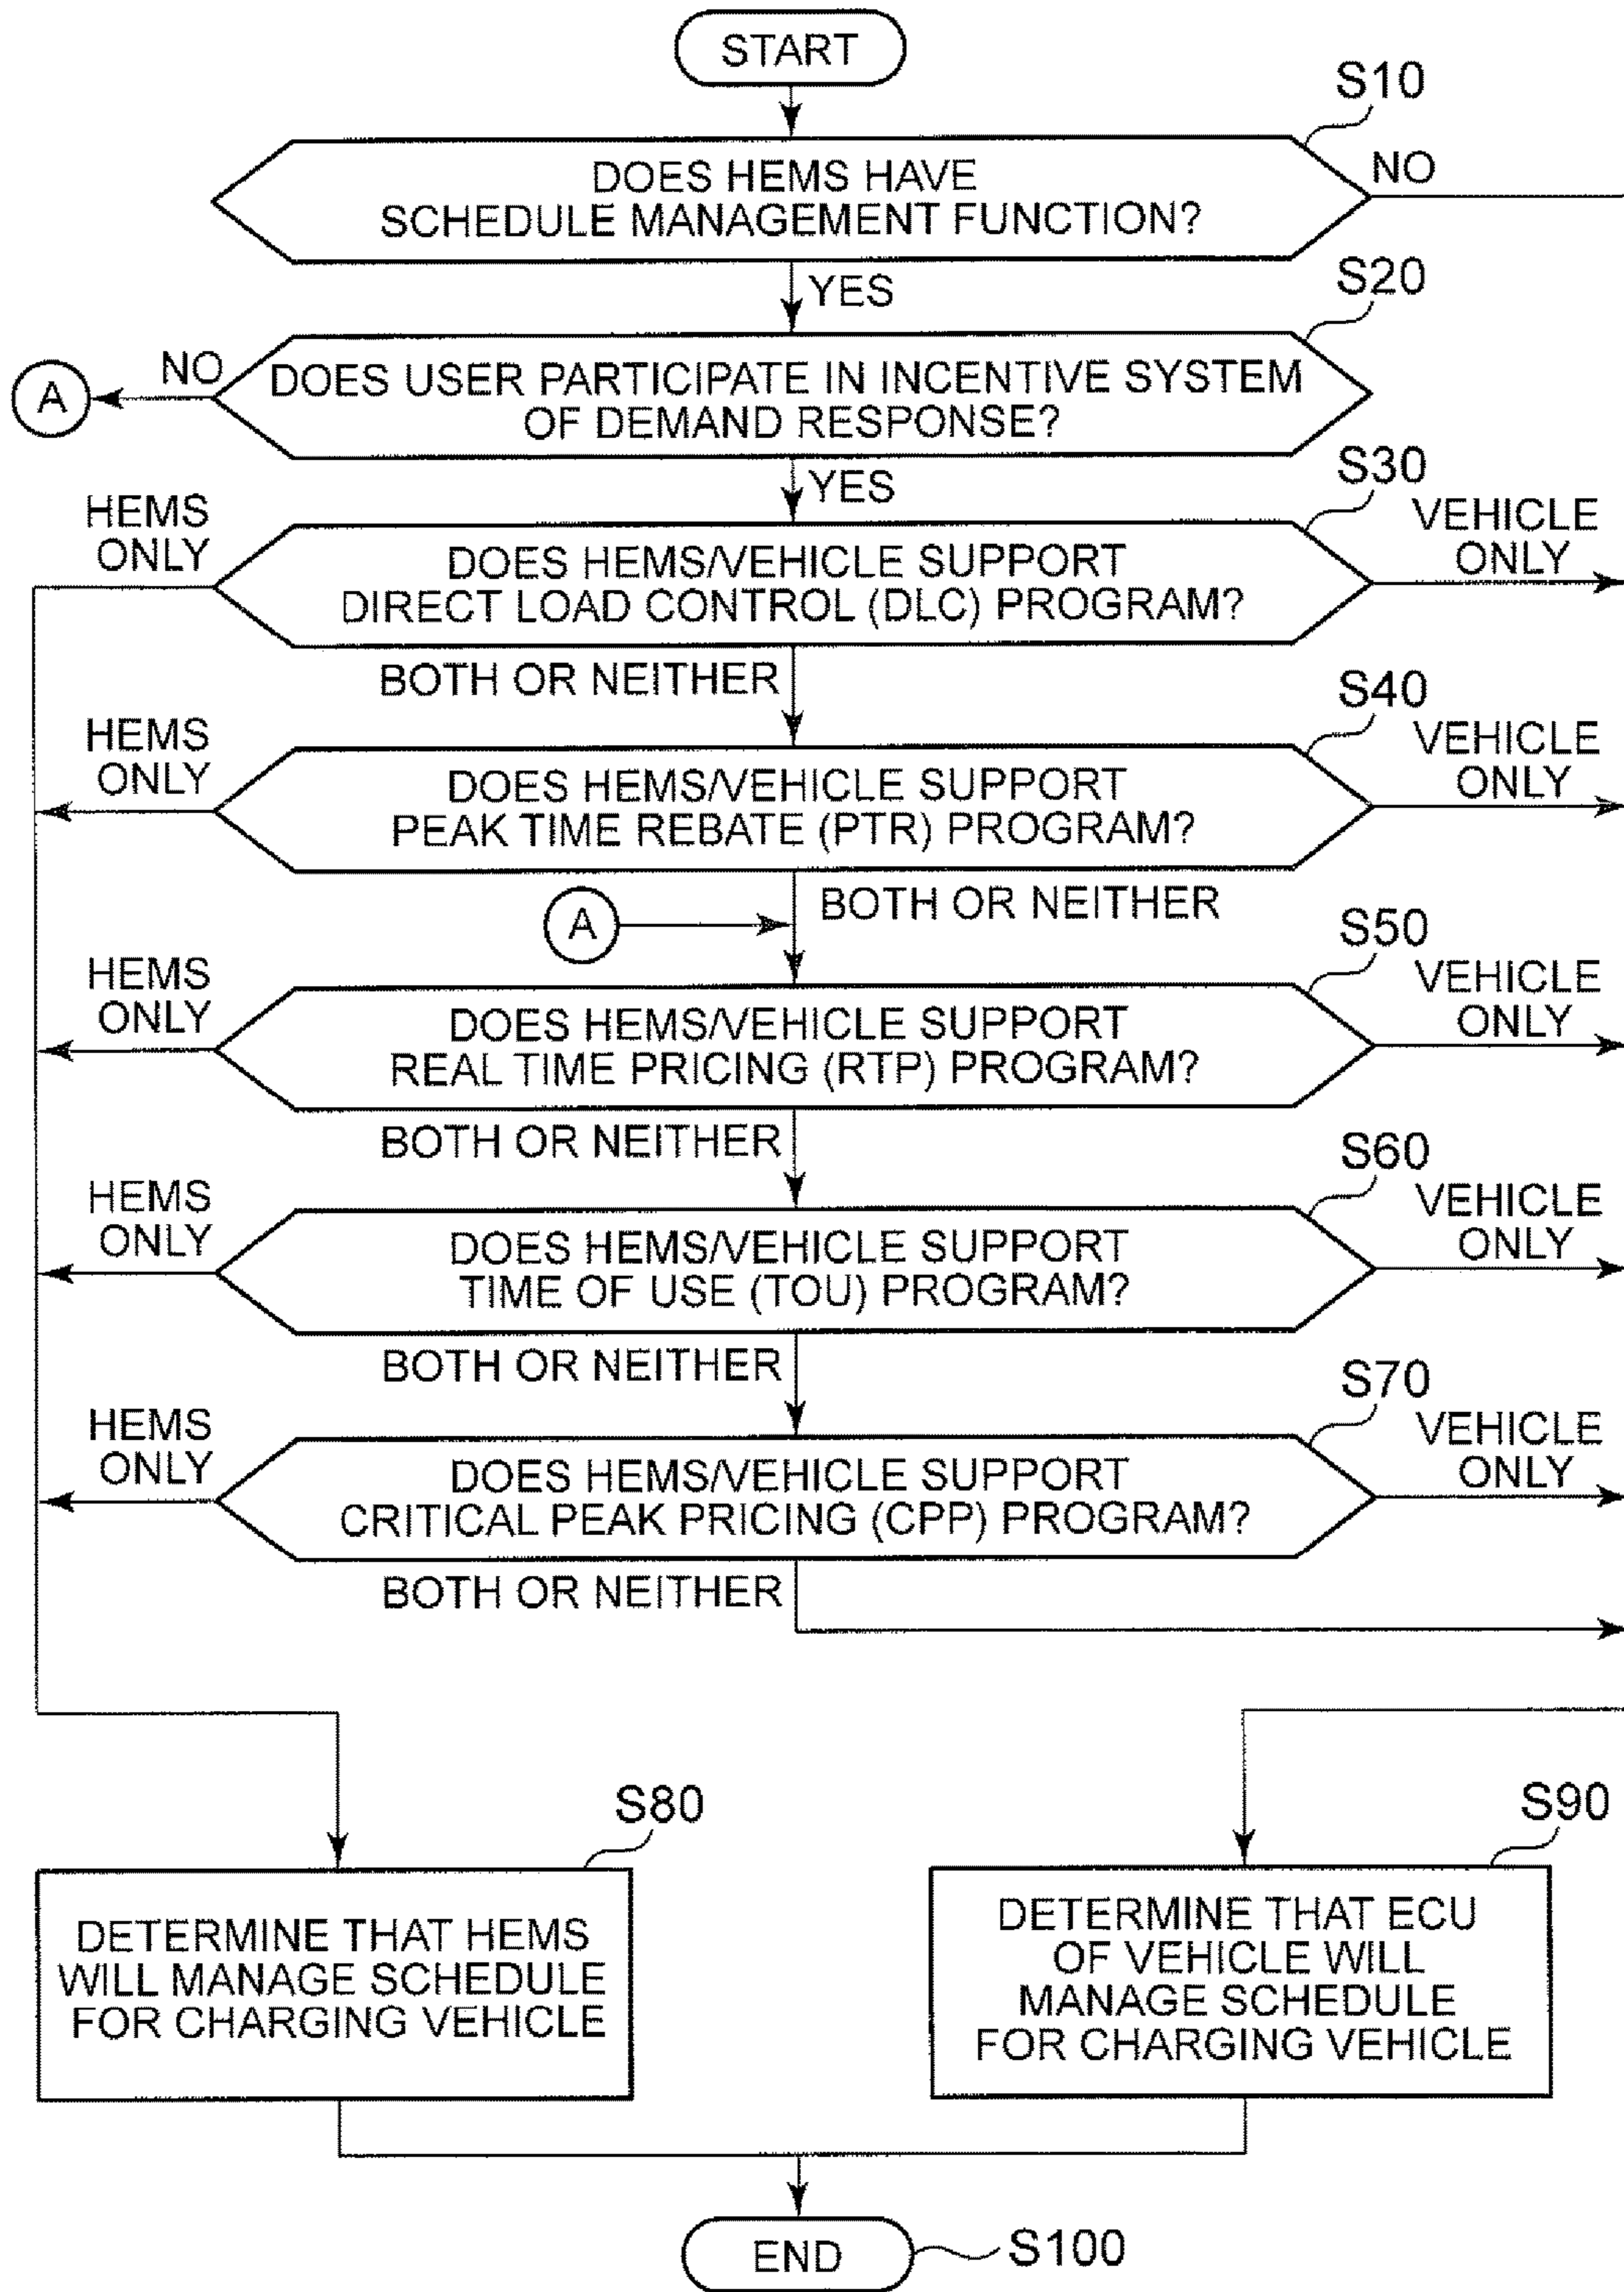 START
S10
DOES HEMS HAVE
SCHEDULE MANAGEMENT FUNCTION?
NO
YES
S20
NO
A
DOES USER PARTICIPATE IN INCENTIVE SYSTEM
OF DEMAND RESPONSE?
YES
S30
HEMS
ONLY
DOES HEMS/VEHICLE SUPPORT
DIRECT LOAD CONTROL (DLC) PROGRAM?
VEHICLE
ONLY
BOTH OR NEITHER
S40
HEMS
ONLY
DOES HEMS/VEHICLE SUPPORT
PEAK TIME REBATE (PTR) PROGRAM?
VEHICLE
ONLY
BOTH OR NEITHER
A
S50
HEMS
ONLY
DOES HEMS/VEHICLE SUPPORT
REAL TIME PRICING (RTP) PROGRAM?
VEHICLE
ONLY
BOTH OR NEITHER
S60
HEMS
ONLY
DOES HEMS/VEHICLE SUPPORT
TIME OF USE (TOU) PROGRAM?
VEHICLE
ONLY
BOTH OR NEITHER
S70
HEMS
ONLY
DOES HEMS/VEHICLE SUPPORT
CRITICAL PEAK PRICING (CPP) PROGRAM?
VEHICLE
ONLY
BOTH OR NEITHER
S80
DETERMINE THAT HEMS
WILL MANAGE SCHEDULE
FOR CHARGING VEHICLE
S90
DETERMINE THAT ECU
OF VEHICLE WILL
MANAGE SCHEDULE
FOR CHARGING VEHICLE
END
S100